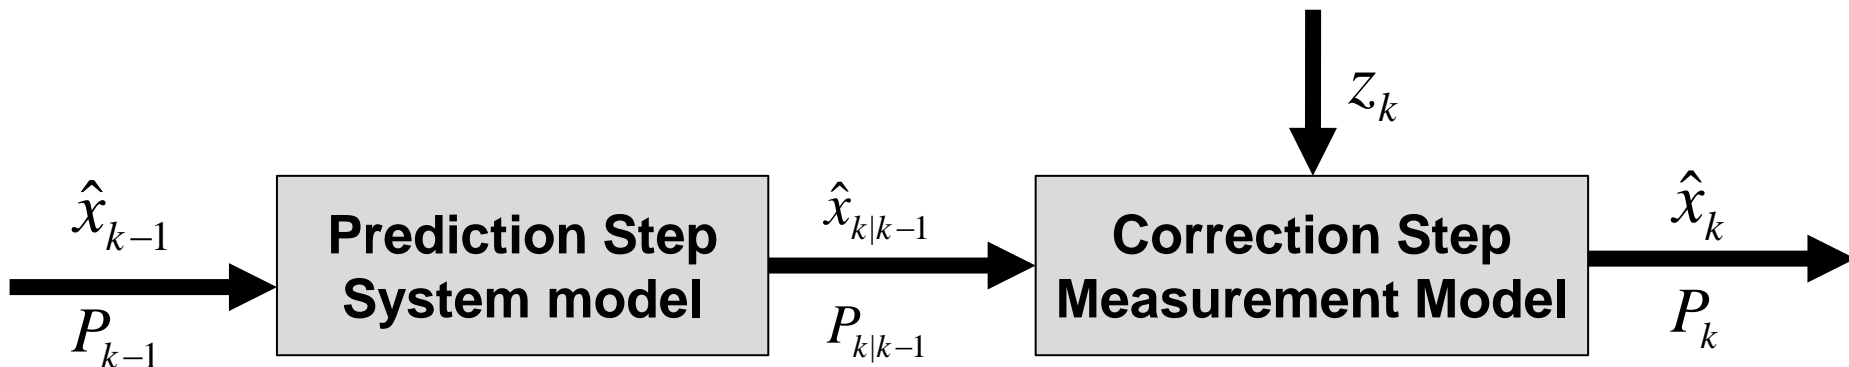 z_k
x̂_{k-1}
P_{k-1}
Prediction Step
System model
x̂_{k|k-1}
P_{k|k-1}
Correction Step
Measurement Model
x̂_k
P_k